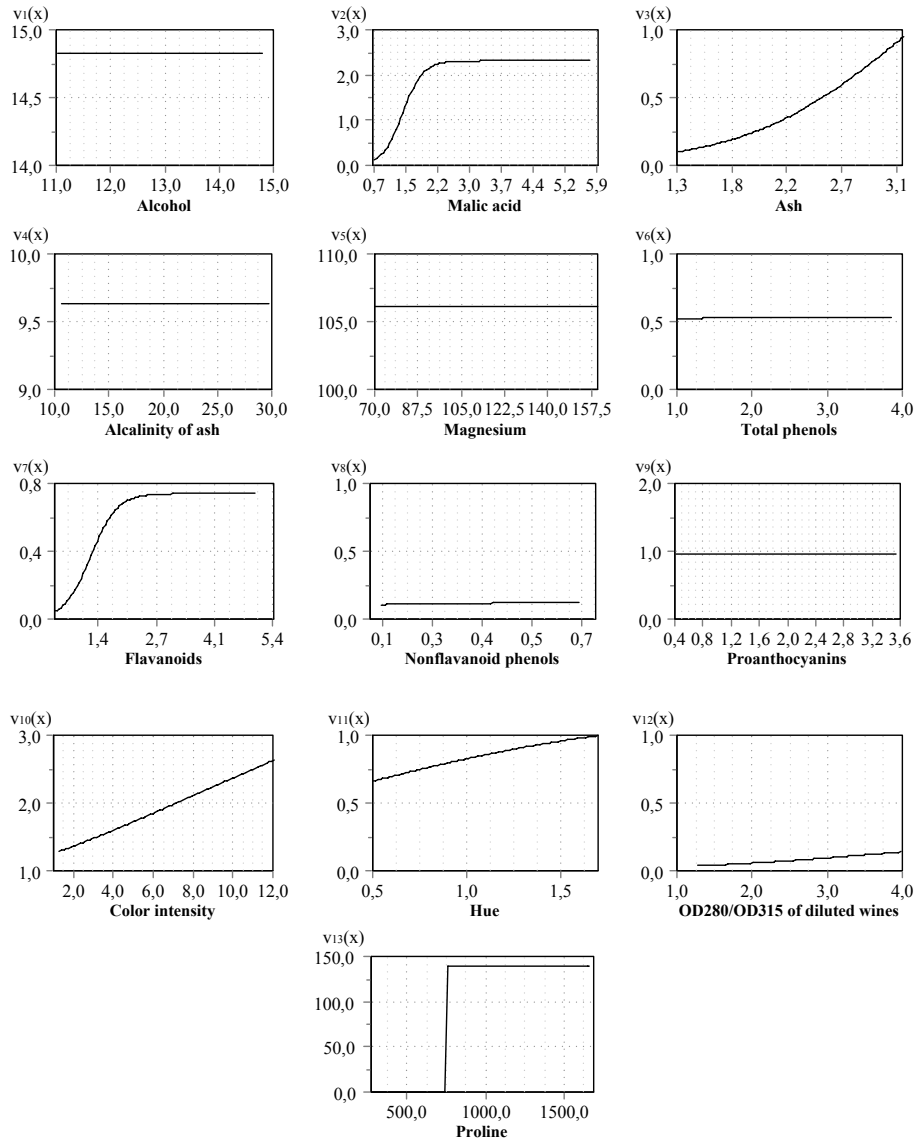 v1(x) v2(x) v3(x)
15,0 3,0 1,0
14,5 2,0 0,5
1,0
14,0 0,0 0,0
11,0 12,0 13,0 14,0 15,0 0,7 1,5 2,2 3,0 3,7 4,4 5,2 5,9 1,3 1,8 2,2 2,7 3,1
Alcohol Malic acid Ash
v4(x) v5(x) v6(x)
10,0 110,0 1,0
9,5 105,0 0,5
9,0 100,0 0,0
10,0 15,0 20,0 25,0 30,0 70,0 87,5 105,0 122,5 140,0 157,5 1,0 2,0 3,0 4,0
Alcalinity of ash Magnesium Total phenols
v7(x) v8(x) v9(x)
0,8 1,0 2,0
0,4 0,5 1,0
0,0 0,0 0,0
1,4 2,7 4,1 5,4 0,1 0,3 0,4 0,5 0,7 0,4 0,8 1,2 1,6 2,0 2,4 2,8 3,2 3,6
Flavanoids Nonflavanoid phenols Proanthocyanins
v10(x) v11(x) v12(x)
3,0 1,0 1,0
2,0 0,5 0,5
1,0 0,0 0,0
2,0 4,0 6,0 8,0 10,0 12,0 0,5 1,0 1,5 1,0 2,0 3,0 4,0
Color intensity Hue OD280/OD315 of diluted wines
v13(x)
150,0
100,0
50,0
0,0
500,0 1000,0 1500,0
Proline